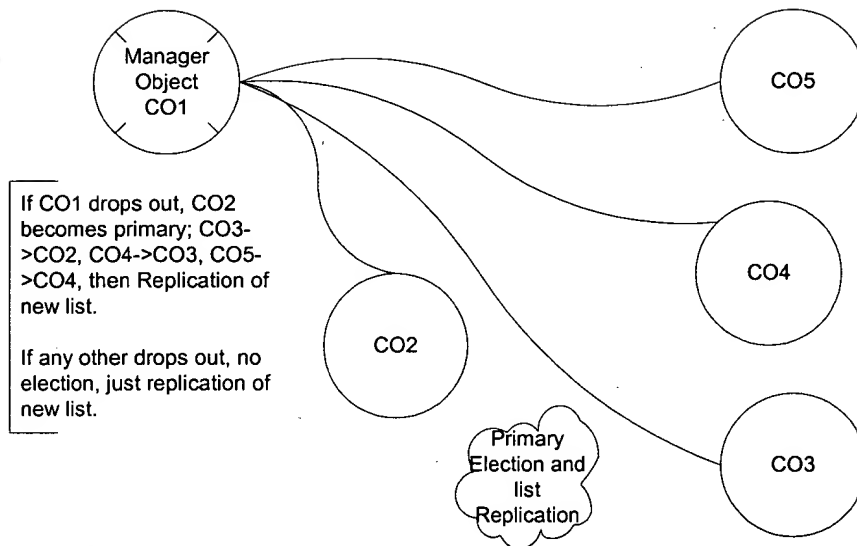 Manager
Object
CO1
CO5
If CO1 drops out, CO2
becomes primary; CO3-
>CO2, CO4->CO3, CO5-
>CO4, then Replication of
new list.
If any other drops out, no
election, just replication of
new list.
CO4
CO2
Primary
Election and
list
Replication
CO3